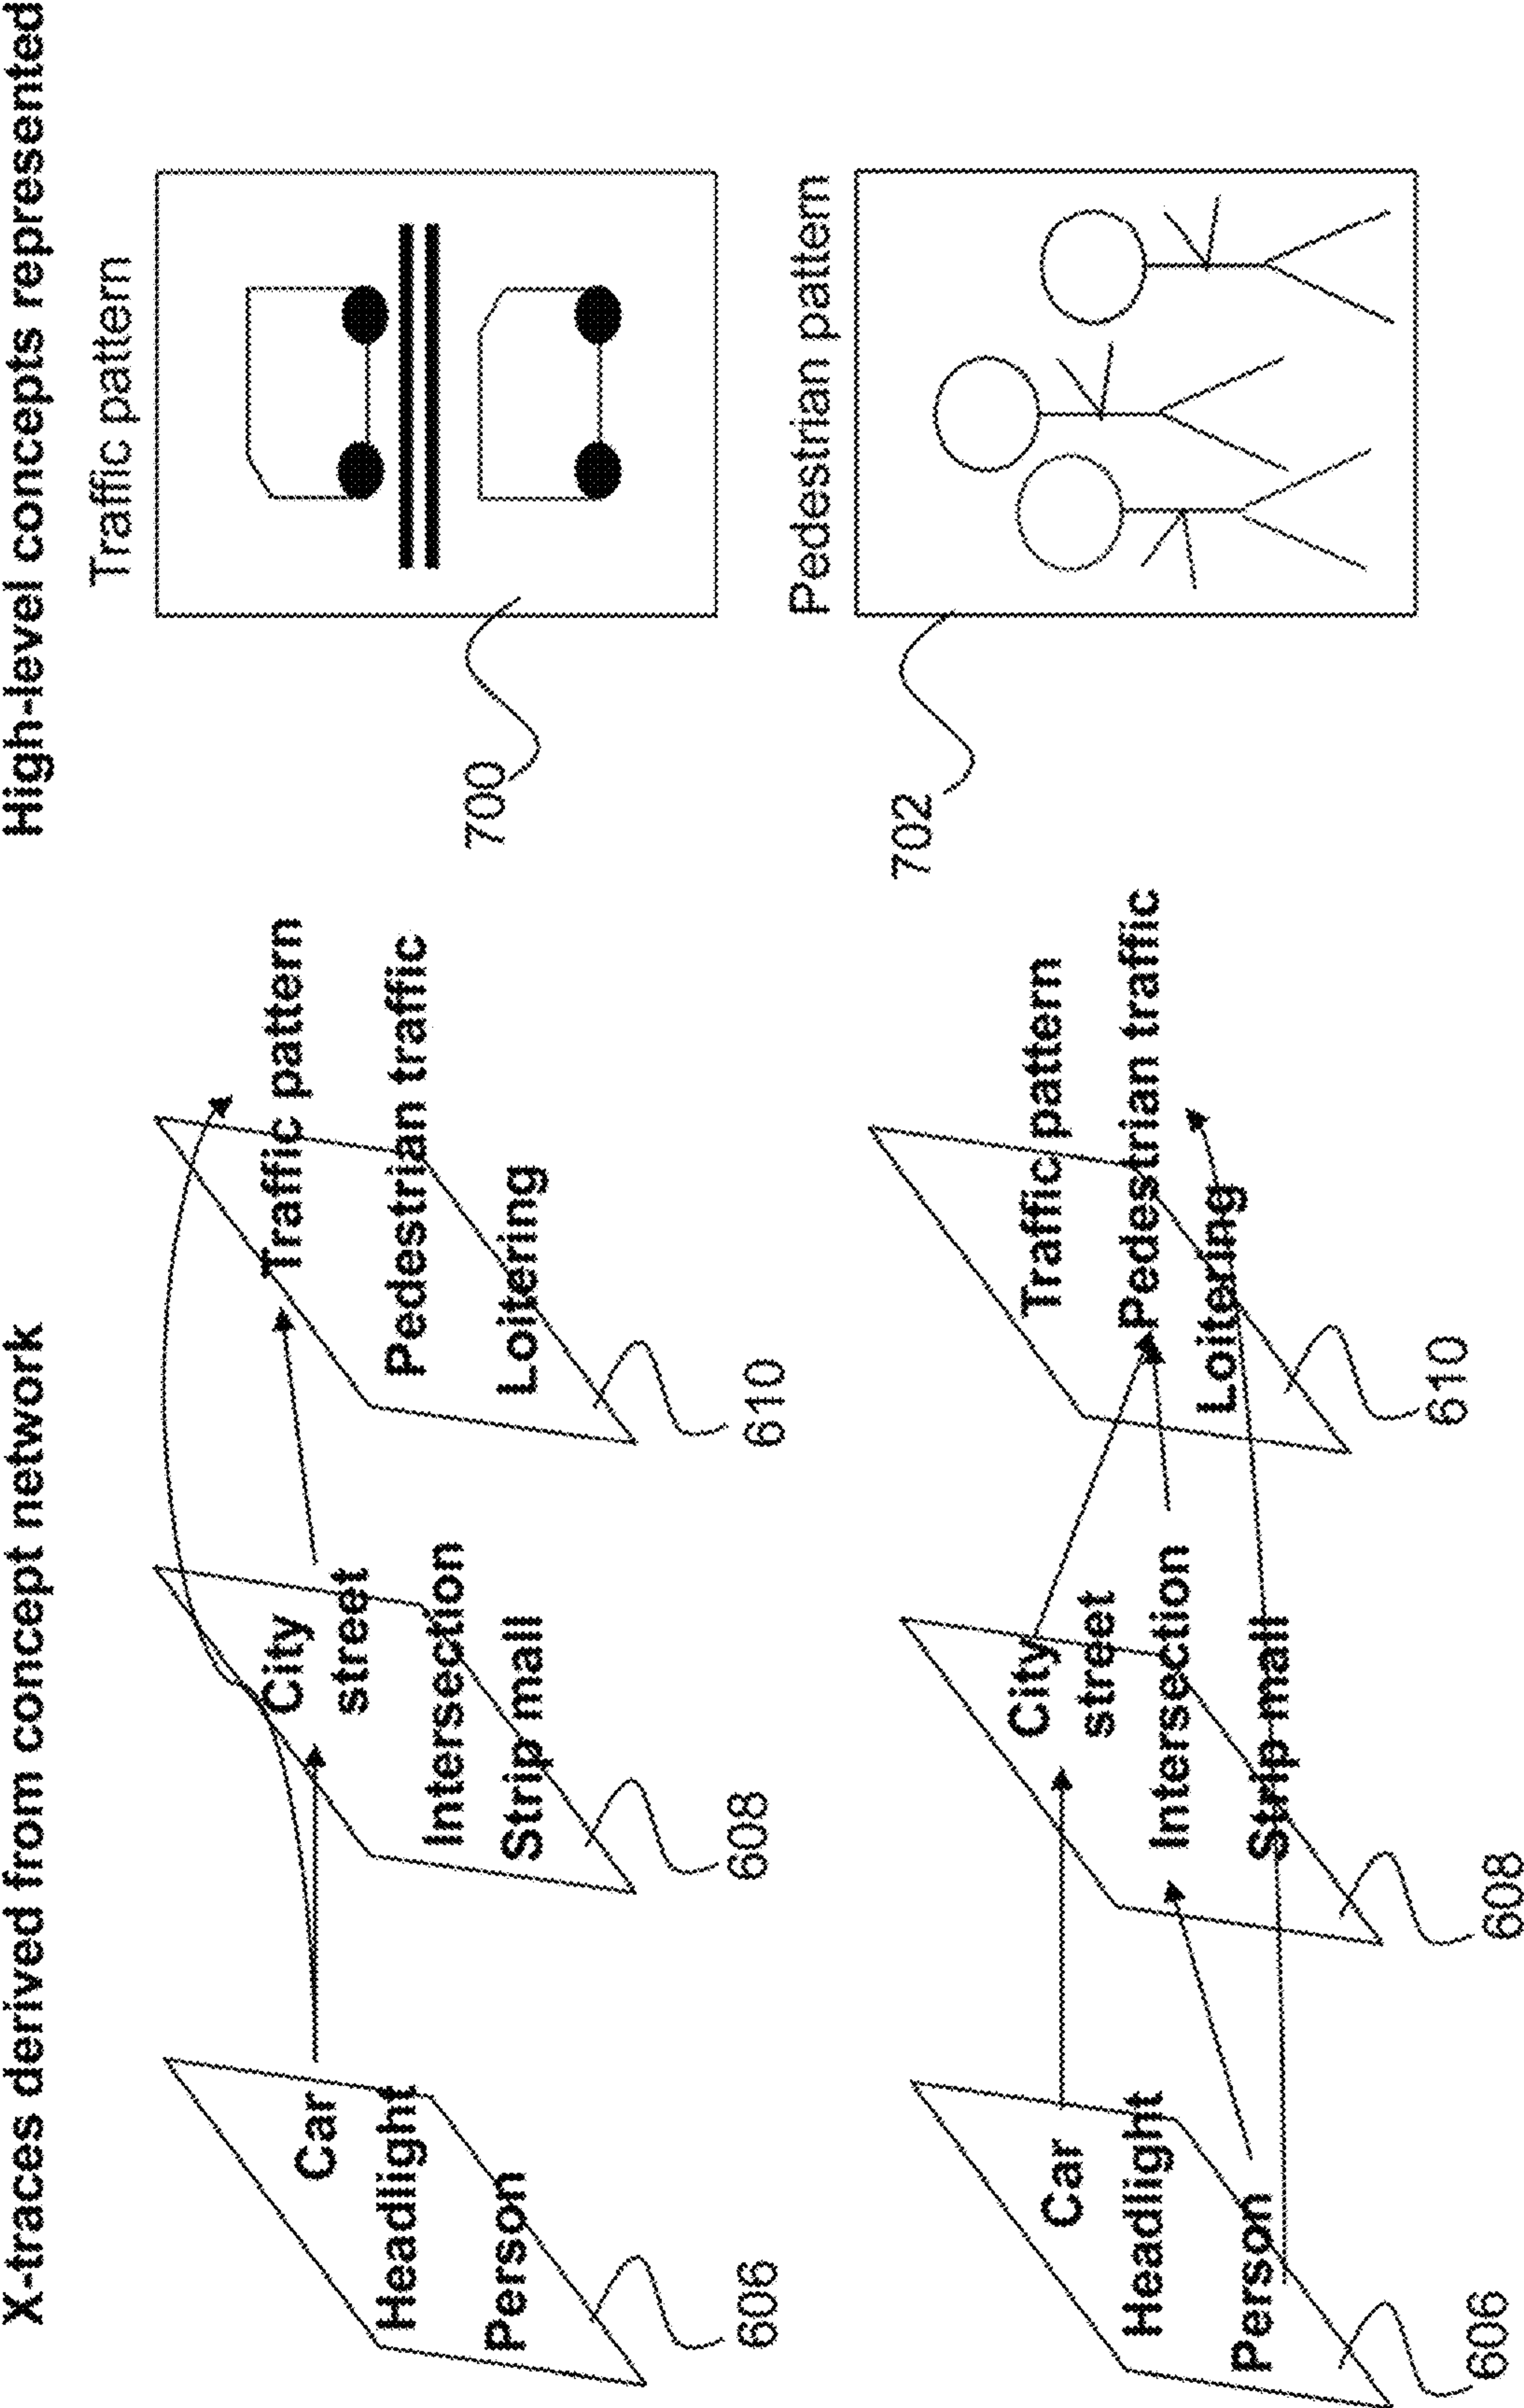 X-traces derived from concept network
High-level concepts represented
Car
Headlight
Person
606
City
street
Intersection
Strip mall
608
Traffic pattern
Pedestrian traffic
Loitering
610
Traffic pattern
700
Car
Headlight
Person
606
City
street
Intersection
Strip mall
608
Traffic pattern
Pedestrian traffic
Loitering
610
Pedestrian pattern
702